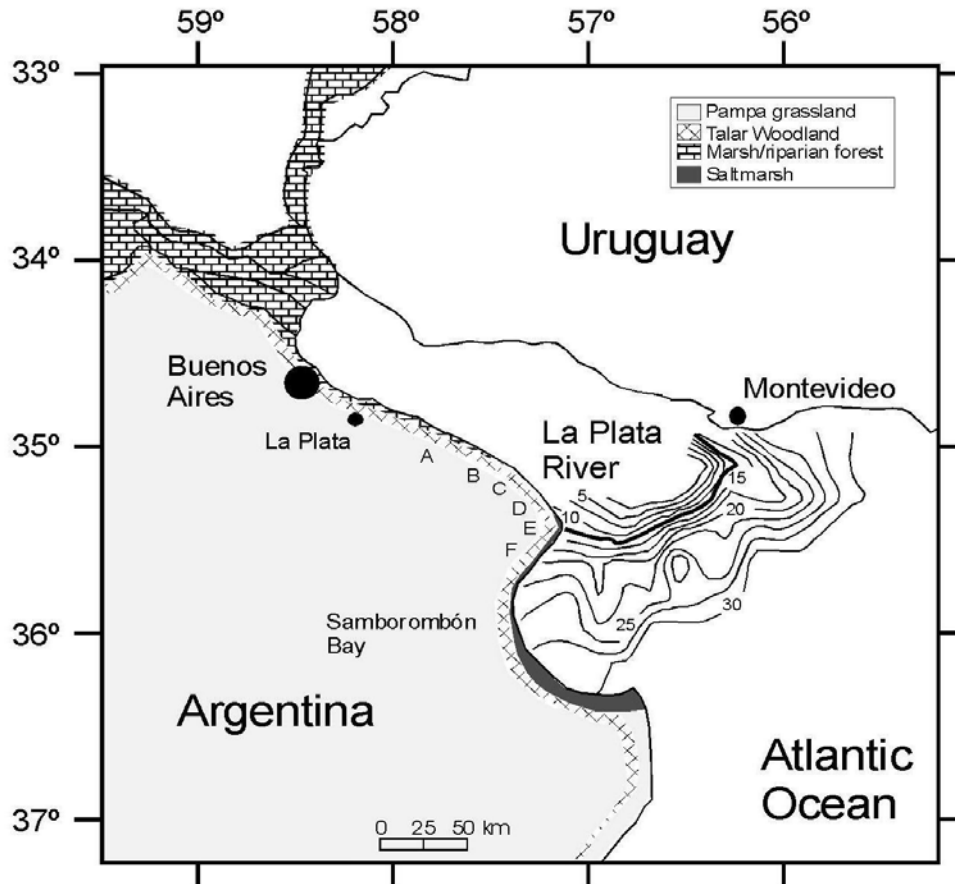 59º 58º 57º 56º
33º
Pampa grassland
Talar Woodland
Marsh/riparian forest
Saltmarsh
Uruguay
34º
Buenos
Aires
Montevideo
La Plata
La Plata
River
35º
A
B
C
D
E
F
5
10
15
20
25
30
Samborombón
Bay
36º
Argentina
Atlantic
Ocean
37º
0 25 50 km